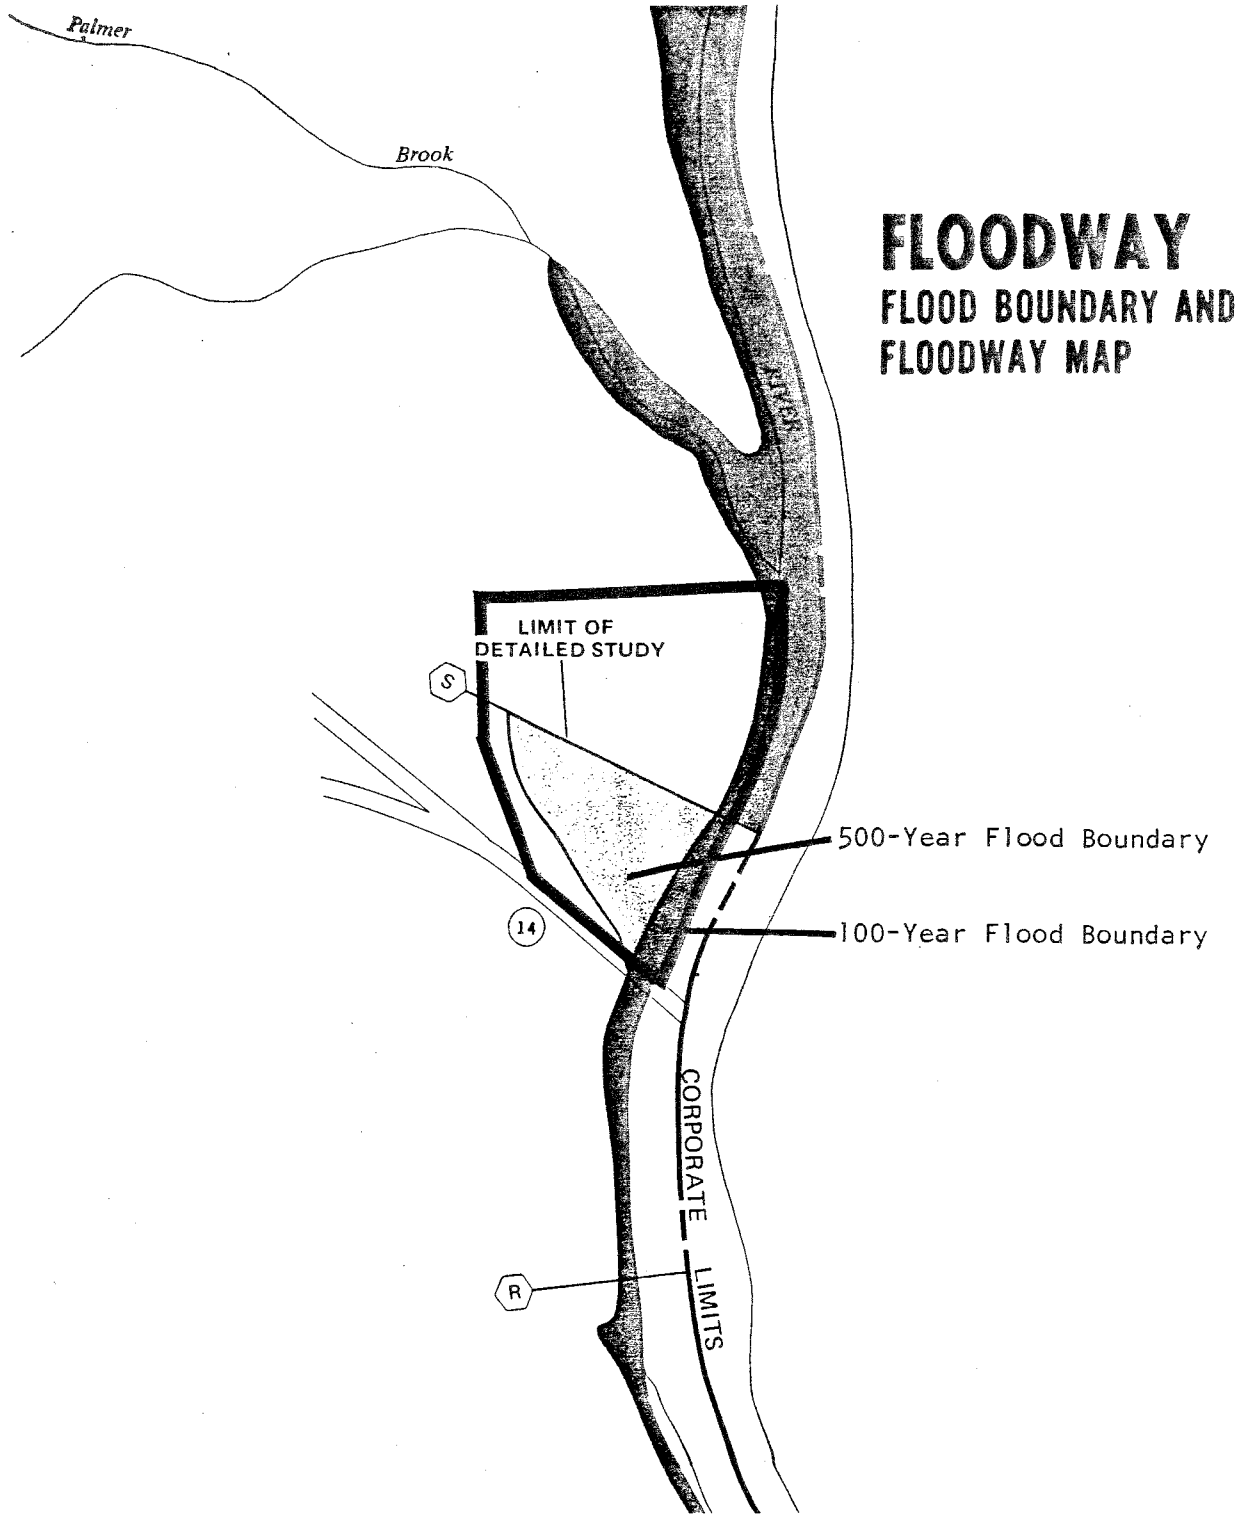 Palmer
Brook
FLOODWAY
FLOOD BOUNDARY AND
FLOODWAY MAP
RIVER
LIMIT OF
DETAILED STUDY
S
500-Year Flood Boundary
14
100-Year Flood Boundary
CORPORATE LIMITS
R